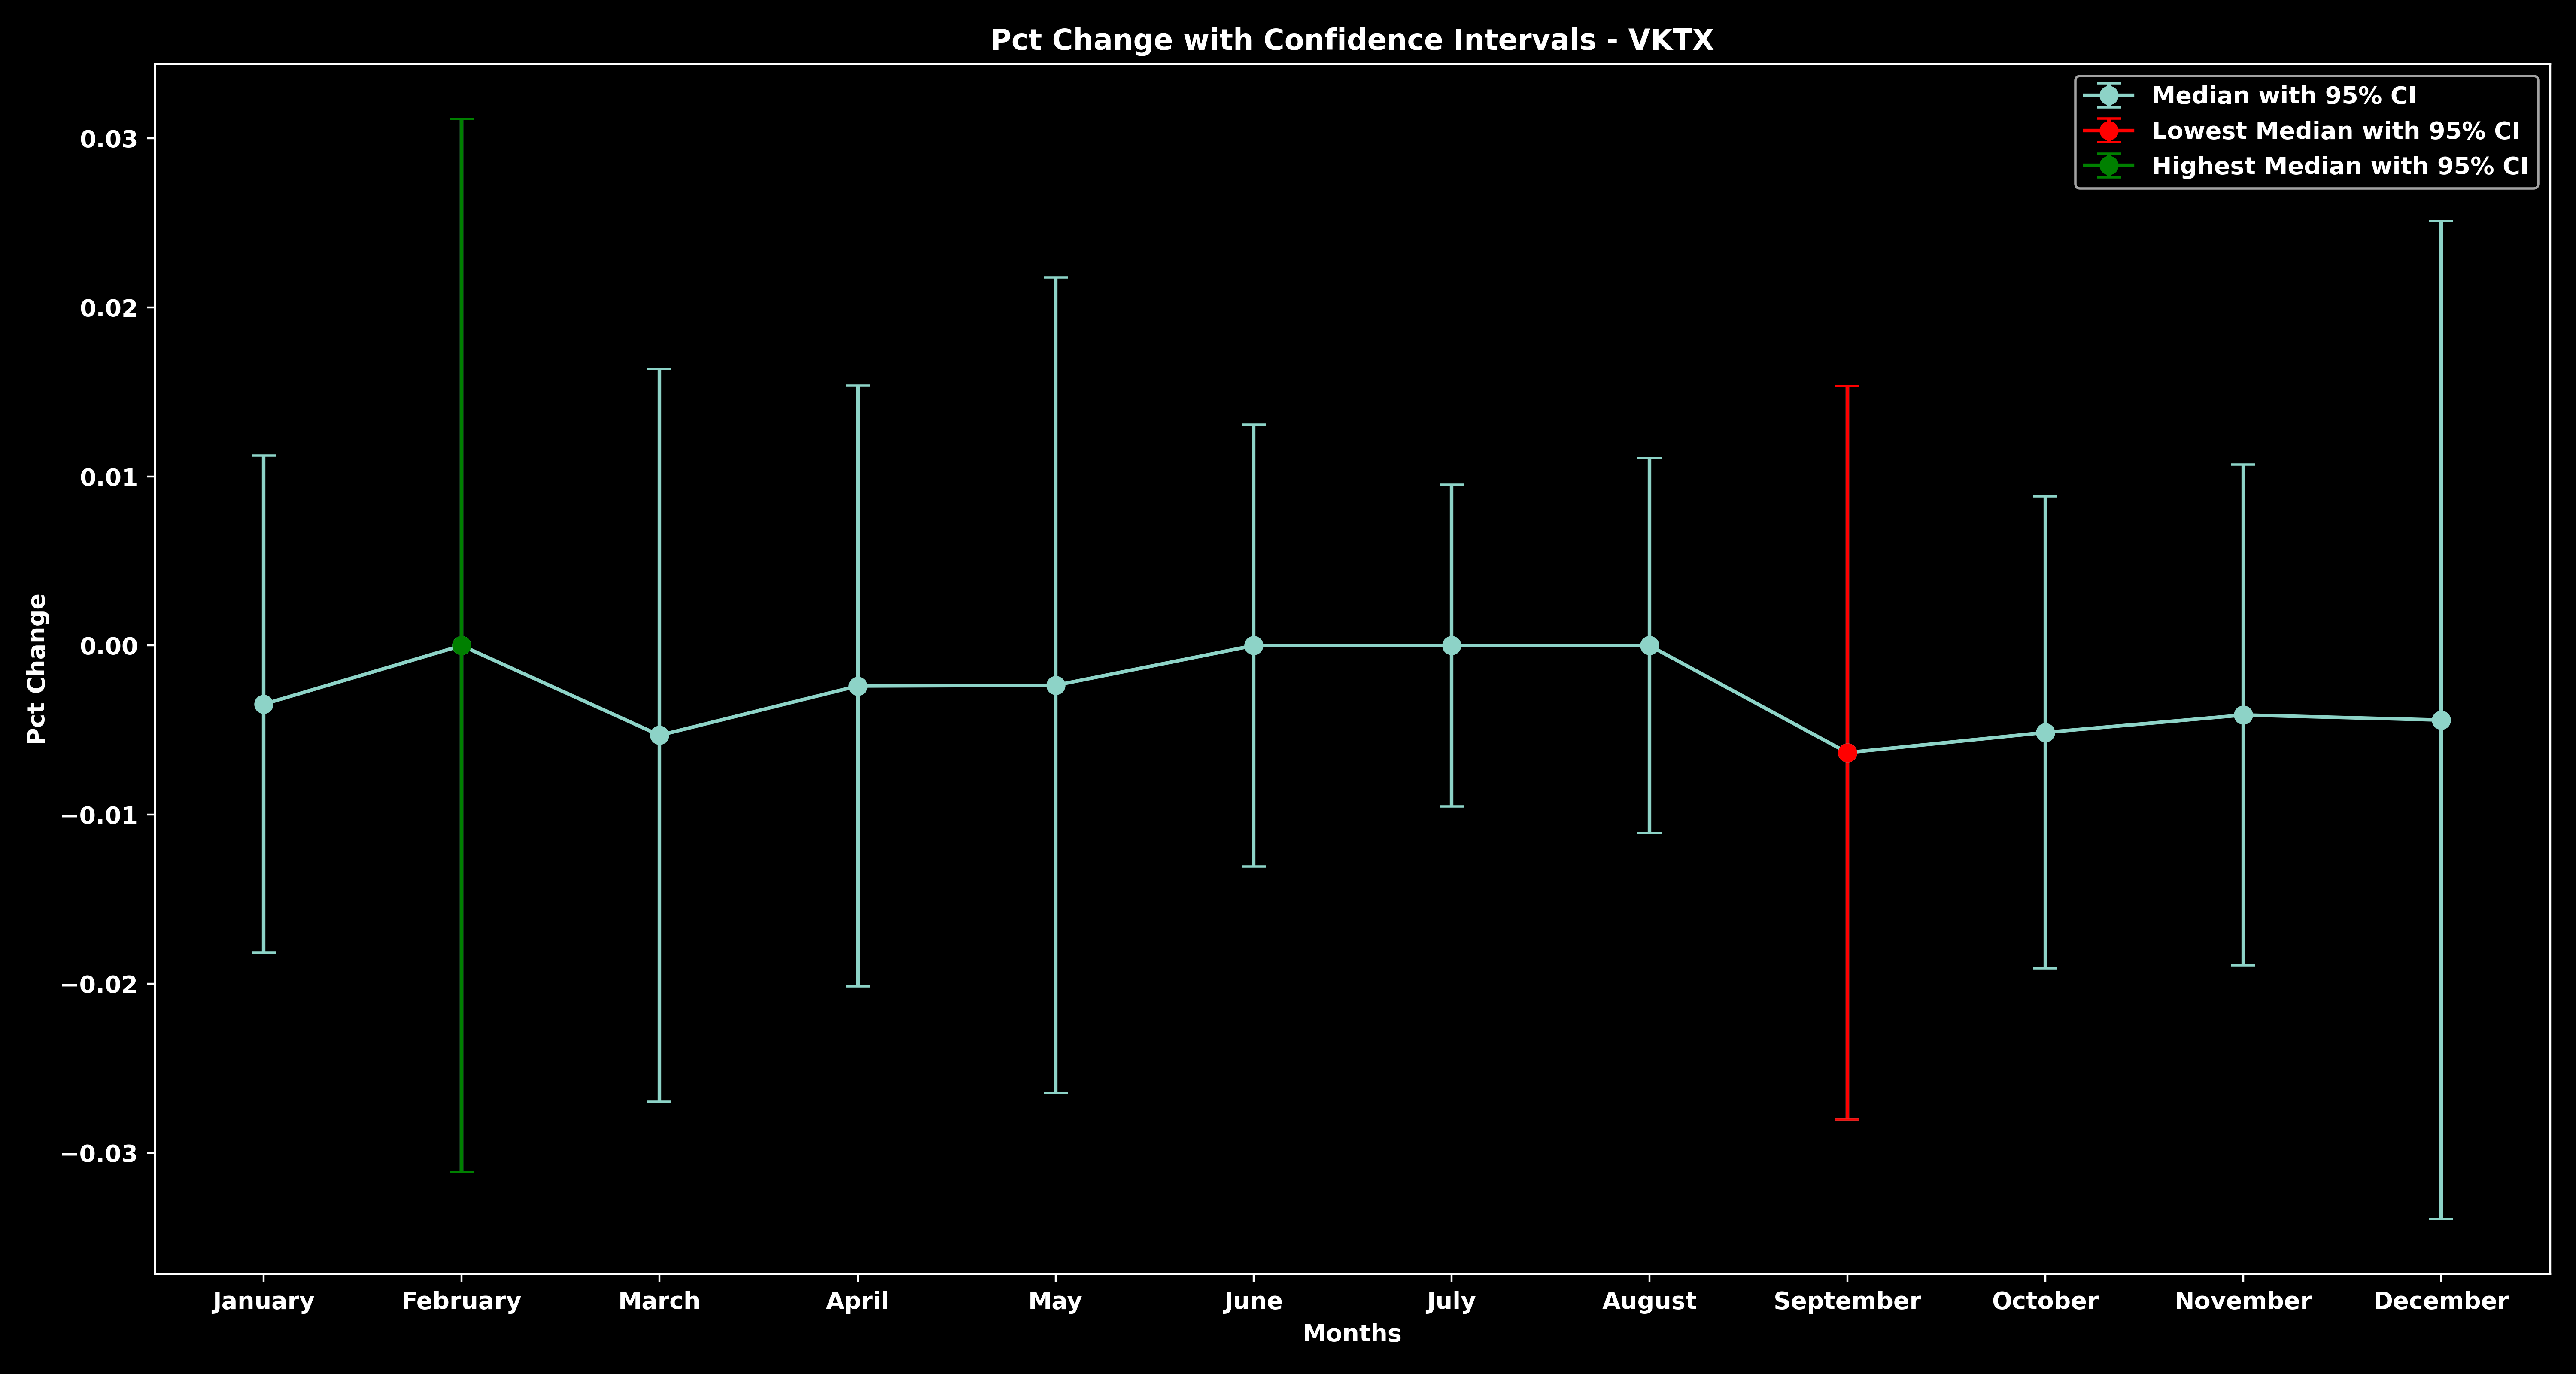 Pct Change with Confidence Intervals - VKTX
Median with 95% CI
Lowest Median with 95% CI
Highest Median with 95% CI
Pct Change
0.03
0.02
0.01
0.00
−0.01
−0.02
−0.03
January February March April May June July August September October November December
Months